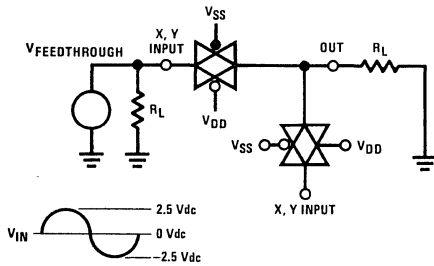 VSS
X, Y
INPUT
VFEEDTHROUGH
OUT
RL
RL
VDD
VSS
VDD
X, Y INPUT
2.5 Vdc
VIN
0 Vdc
−2.5 Vdc